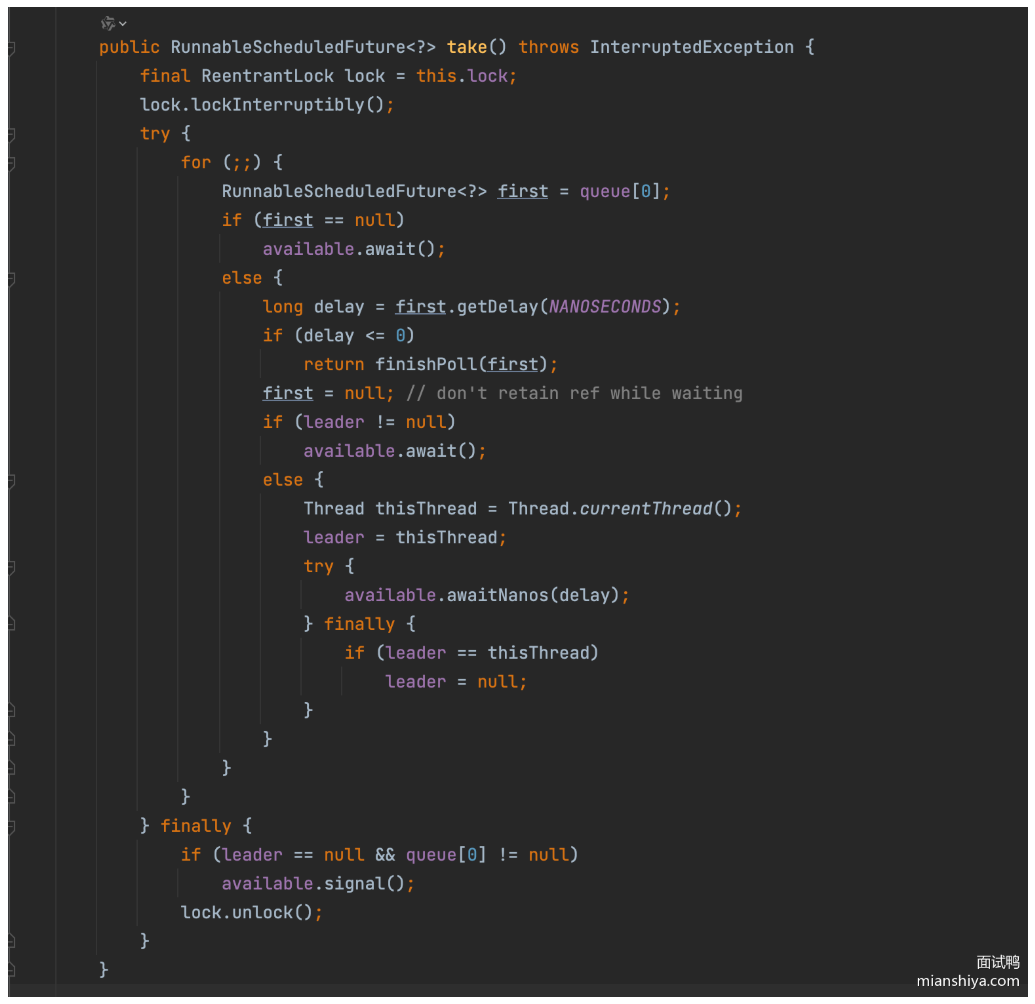 public RunnableScheduledFuture<?> take() throws InterruptedException {
    final ReentrantLock lock = this.lock;
    lock.lockInterruptibly();
    try {
        for (;;) {
            RunnableScheduledFuture<?> first = queue[0];
            if (first == null)
                available.await();
            else {
                long delay = first.getDelay(NANOSECONDS);
                if (delay <= 0)
                    return finishPoll(first);
                first = null; // don't retain ref while waiting
                if (leader != null)
                    available.await();
                else {
                    Thread thisThread = Thread.currentThread();
                    leader = thisThread;
                    try {
                        available.awaitNanos(delay);
                    } finally {
                        if (leader == thisThread)
                            leader = null;
                    }
                }
            }
        }
    } finally {
        if (leader == null && queue[0] != null)
            available.signal();
        lock.unlock();
    }
}
面试鸭
mianshiya.com